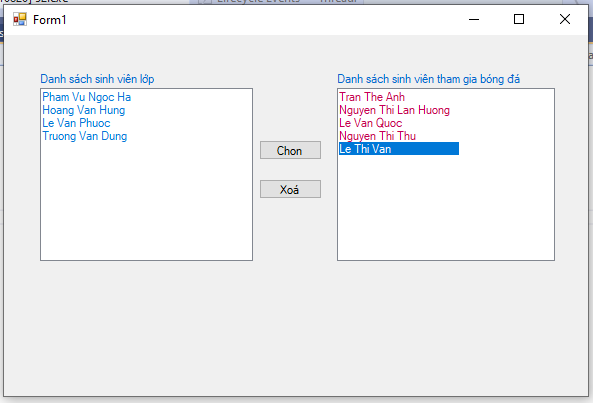 Form1
Danh sách sinh viên lớp
Pham Vu Ngoc Ha
Hoang Van Hung
Le Van Phuoc
Truong Van Dung
Chon
Xoá
Danh sách sinh viên tham gia bóng đá
Tran The Anh
Nguyen Thi Lan Huong
Le Van Quoc
Nguyen Thi Thu
Le Thi Van